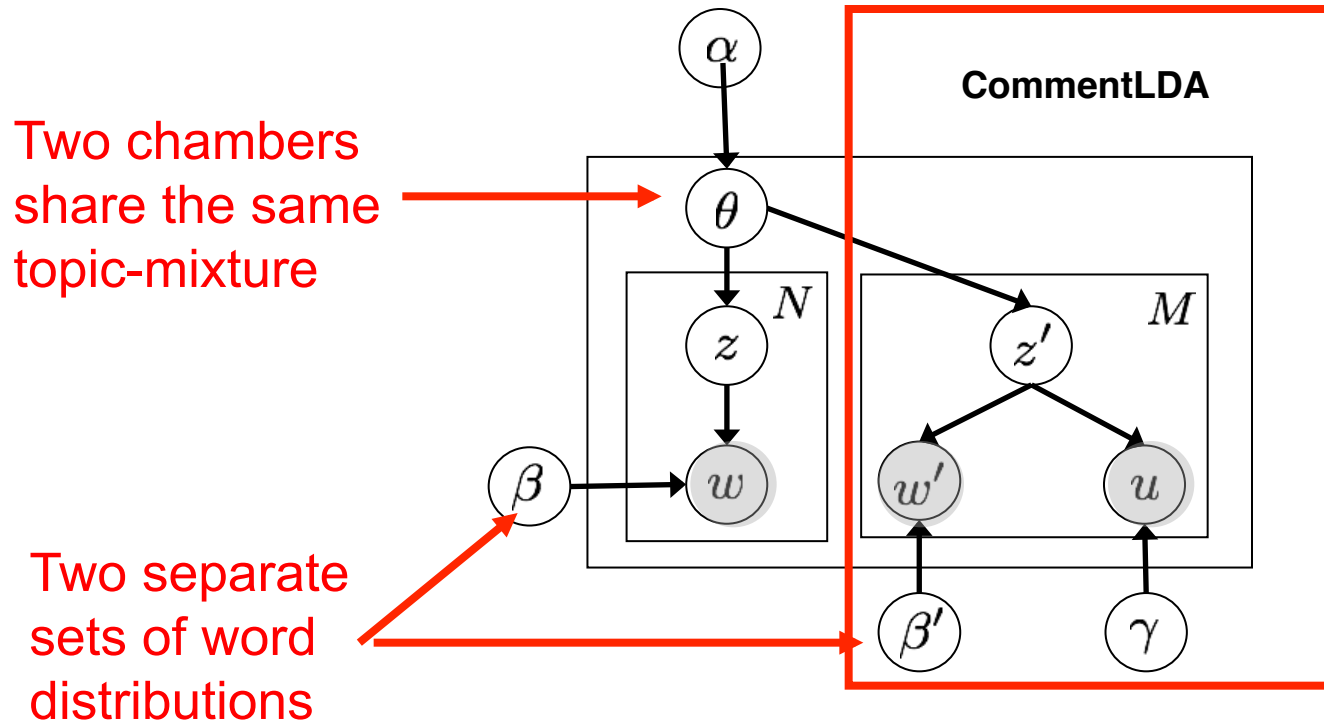 α
CommentLDA
Two chambers
share the same
topic-mixture
θ
N
M
z
z′
β
w
w′
u
Two separate
sets of word
distributions
β′
γ